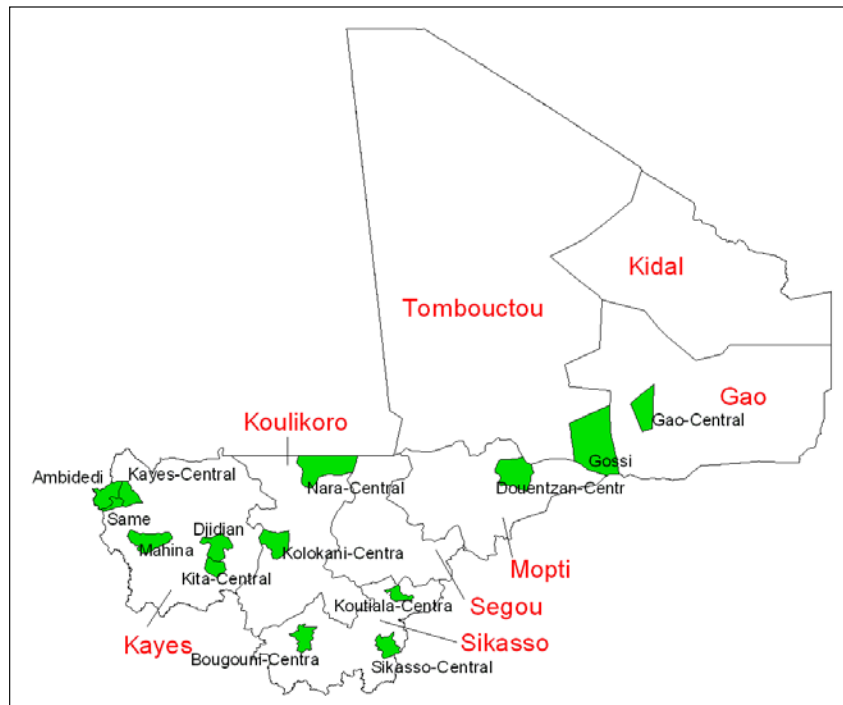 Kidal
Tombouctou
Gao
Gao-Central
Koulikoro
Gossi
Kayes-Central
Ambidedi
Nara-Central
Douentzan-Centr
Same
Djidian
Mahina
Kolokani-Centra
Mopti
Kita-Central
Segou
Koutiala-Centra
Kayes
Sikasso
Bougouni-Centra
Sikasso-Central